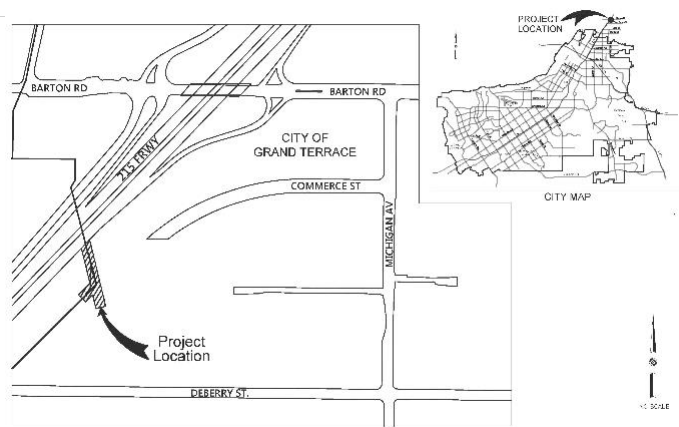 PROJECT
LOCATION
BARTON RD
BARTON RD
215 FRWY
CITY OF
GRAND TERRACE
COMMERCE ST
MICHIGAN AV
CITY MAP
Project
Location
DEBERRY ST.
SCALE